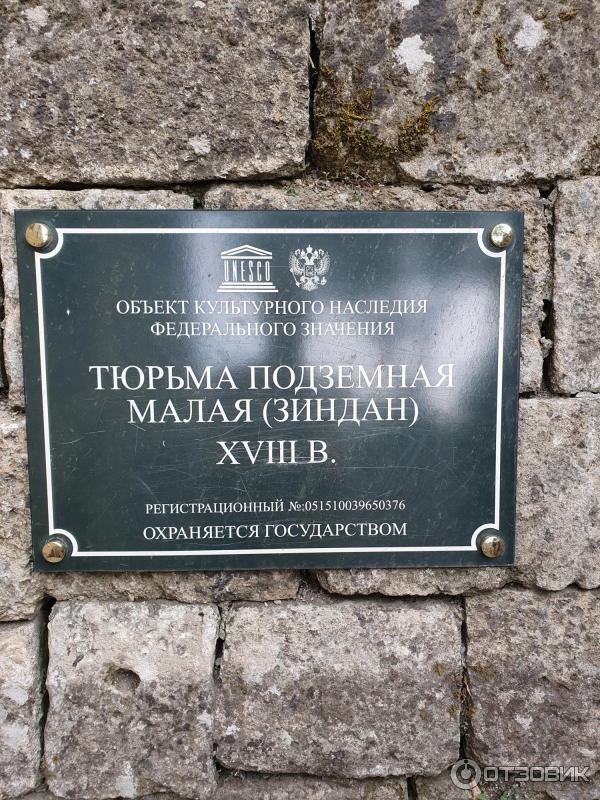 UNESCO
ОБЪЕКТ КУЛЬТУРНОГО НАСЛЕДИЯ
ФЕДЕРАЛЬНОГО ЗНАЧЕНИЯ
ТЮРЬМА ПОДЗЕМНАЯ
МАЛАЯ (ЗИНДАН)
XVIII В.
РЕГИСТРАЦИОННЫЙ №:051510039650376
ОХРАНЯЕТСЯ ГОСУДАРСТВОМ
ОТЗОВИК